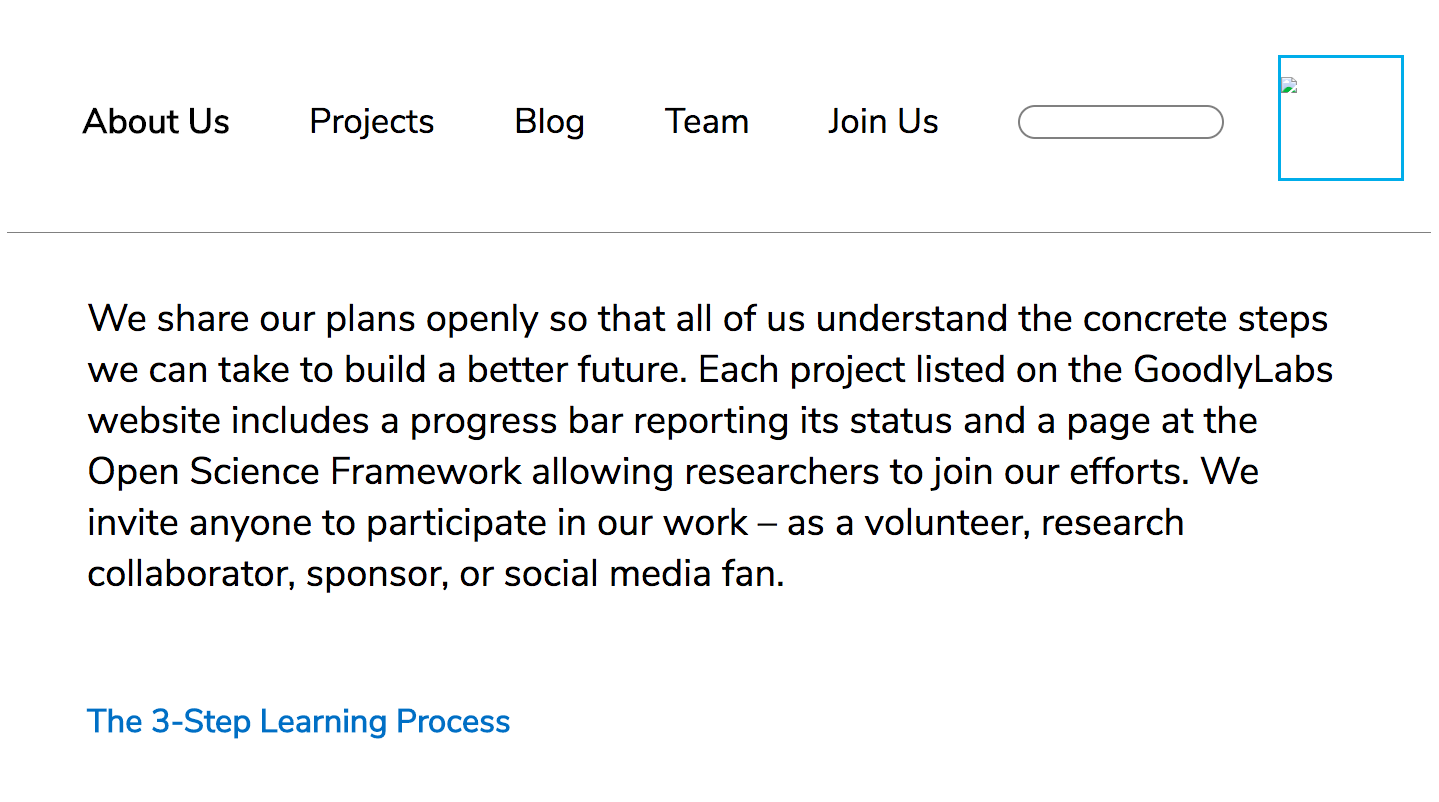 About Us Projects Blog Team Join Us
We share our plans openly so that all of us understand the concrete steps
we can take to build a better future. Each project listed on the GoodlyLabs
website includes a progress bar reporting its status and a page at the
Open Science Framework allowing researchers to join our efforts. We
invite anyone to participate in our work – as a volunteer, research
collaborator, sponsor, or social media fan.
The 3-Step Learning Process